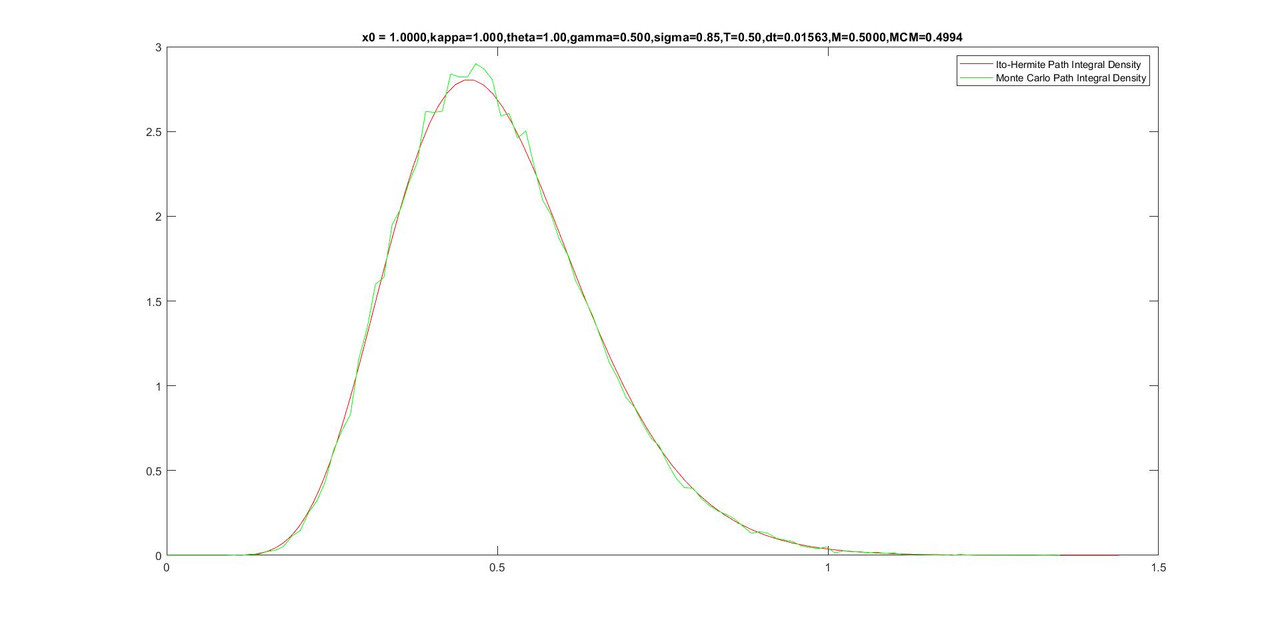 x0 = 1.0000,kappa=1.000,theta=1.00,gamma=0.500,sigma=0.85,T=0.50,dt=0.01563,M=0.5000,MCM=0.4994
Ito-Hermite Path Integral Density
Monte Carlo Path Integral Density
3
2.5
2
1.5
1
0.5
0
0 0.5 1 1.5